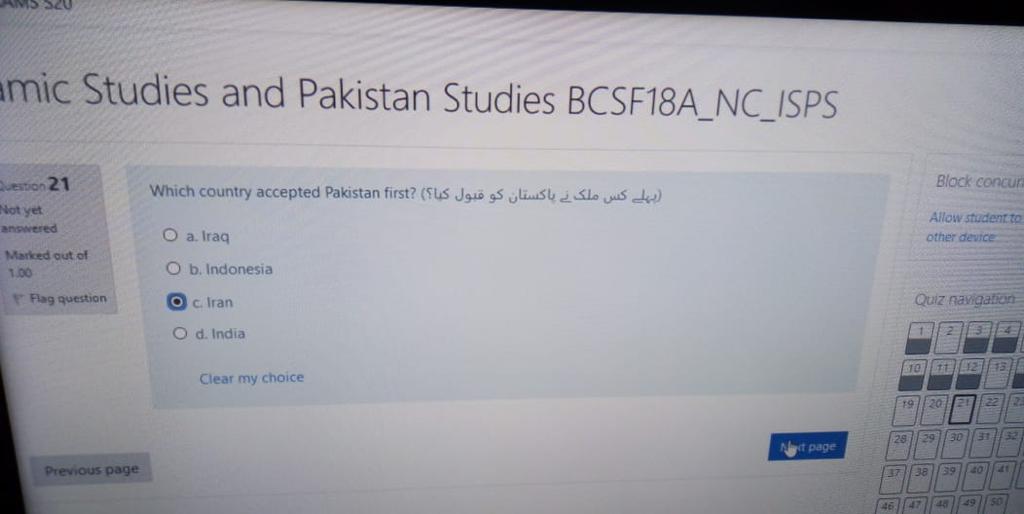 AMS S20
amic Studies and Pakistan Studies BCSF18A_NC_ISPS
Question 21
Not yet
answered
Marked out of
1.00
Flag question
Which country accepted Pakistan first? (پہلے کس ملک نے پاکستان کو قبول کیا؟)
a. Iraq
b. Indonesia
c. Iran
d. India
Clear my choice
Previous page
Next page
Block concur
Allow student to
other device
Quiz navigation
1 2 3 4
10 11 12 13
19 20 21 22
28 29 30 31 32
37 38 39 40 41
46 47 48 49 50